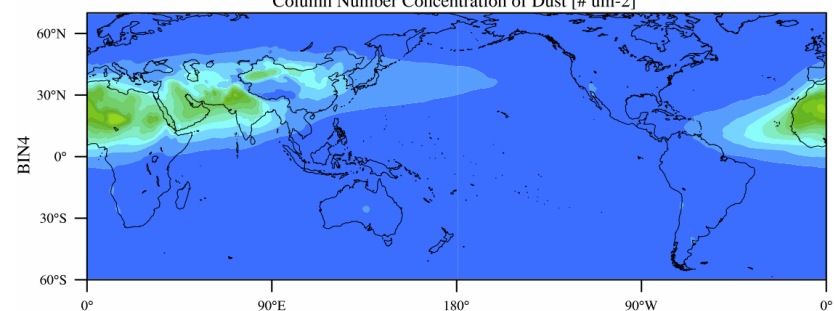 Column Number Concentration of Dust [# um-2]
60°N
30°N
0°
30°S
60°S
BIN4
0°
90°E
180°
90°W
0°